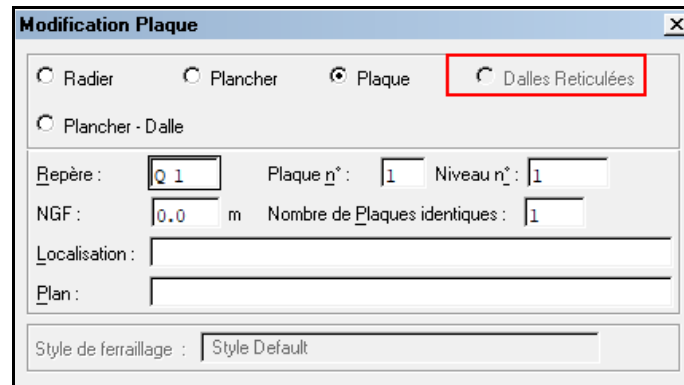 Modification Plaque
Radier Plancher Plaque Dalles Reticulées
Plancher - Dalle
Repère : Q 1 Plaque n° : 1 Niveau n° : 1
NGF : 0.0 m Nombre de Plaques identiques : 1
Localisation :
Plan :
Style de ferraillage : Style Default